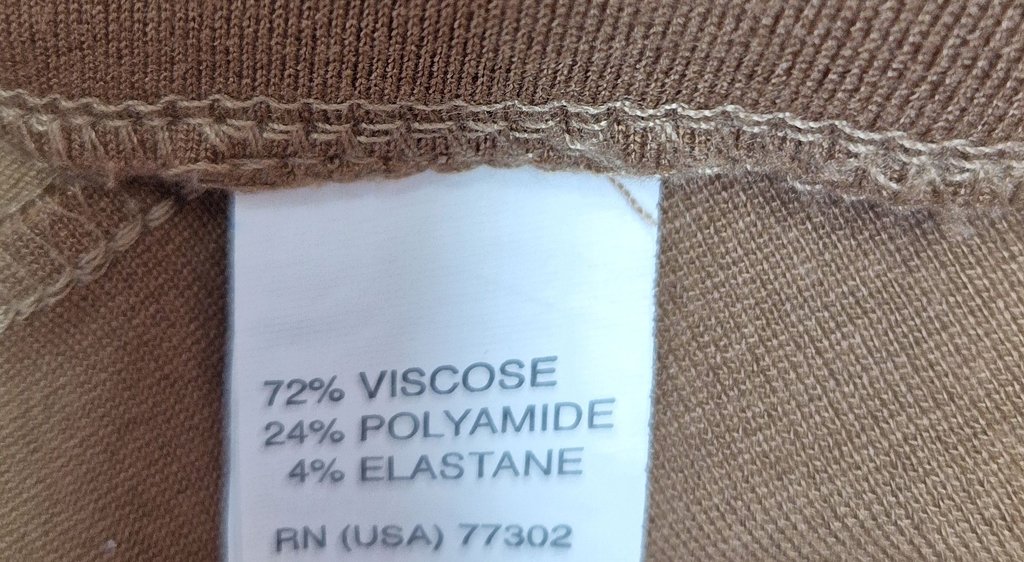 72% VISCOSE
24% POLYAMIDE
4% ELASTANE
RN (USA) 77302